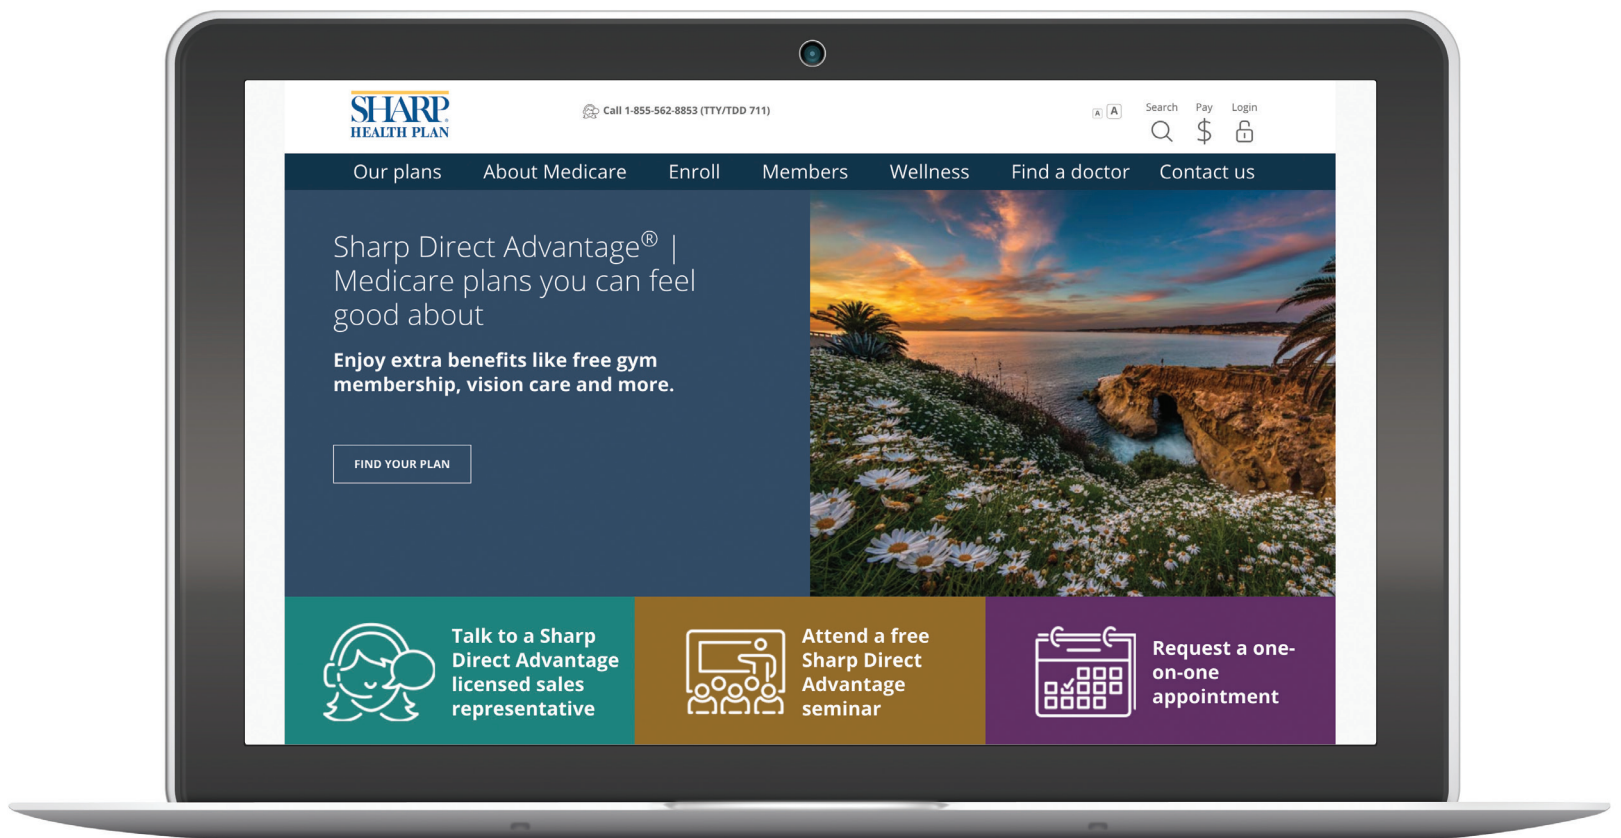 SHARP
HEALTH PLAN
Call 1-855-562-8853 (TTY/TDD 711)
A A
Search Pay Login
Our plans About Medicare Enroll Members Wellness Find a doctor Contact us
Sharp Direct Advantage® |
Medicare plans you can feel
good about
Enjoy extra benefits like free gym
membership, vision care and more.
FIND YOUR PLAN
Talk to a Sharp
Direct Advantage
licensed sales
representative
Attend a free
Sharp Direct
Advantage
seminar
Request a one-
on-one
appointment